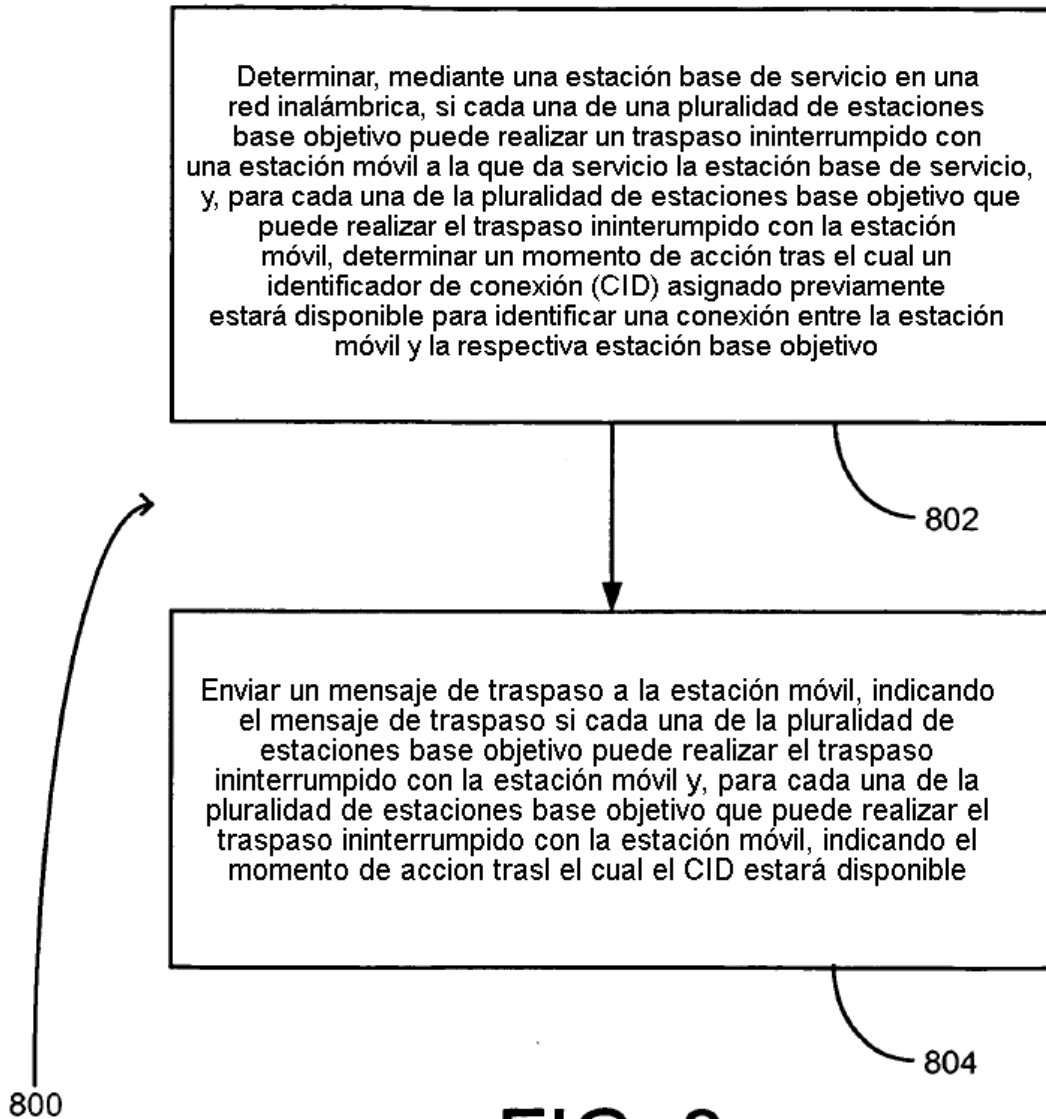 Determinar, mediante una estación base de servicio en una
red inalámbrica, si cada una de una pluralidad de estaciones
base objetivo puede realizar un traspaso ininterrumpido con
una estación móvil a la que da servicio la estación base de servicio,
y, para cada una de la pluralidad de estaciones base objetivo que
puede realizar el traspaso ininterumpido con la estación
móvil, determinar un momento de acción tras el cual un
identificador de conexión (CID) asignado previamente
estará disponible para identificar una conexión entre la estación
móvil y la respectiva estación base objetivo
802
Enviar un mensaje de traspaso a la estación móvil, indicando
el mensaje de traspaso si cada una de la pluralidad de
estaciones base objetivo puede realizar el traspaso
ininterrumpido con la estación móvil y, para cada una de la
pluralidad de estaciones base objetivo que puede realizar el
traspaso ininterrumpido con la estación móvil, indicando el
momento de accion trasl el cual el CID estará disponible
804
800